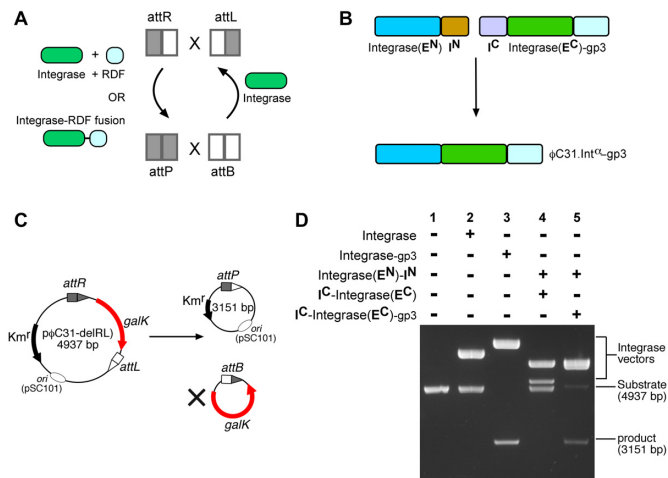 A
attR attL
X
+
Integrase + RDF
OR
Integrase
Integrase-RDF fusion
X
attP attB
B
Integrase(Eᴺ) Iᴺ Iᶜ Integrase(Eᶜ)-gp3
ϕC31.Intᵅ-gp3
C
attR
Kmʳ
galK
pϕC31-delRL)
4937 bp
attL
ori
(pSC101)
attP
Kmʳ
3151 bp
ori
(pSC101)
attB
galK
D
1 2 3 4 5
Integrase - + - - -
Integrase-gp3 - - + - -
Integrase(Eᴺ)-Iᴺ - - - + +
Iᶜ-Integrase(Eᶜ) - - - + -
Iᶜ-Integrase(Eᶜ)-gp3 - - - - +
Integrase
vectors
Substrate
(4937 bp)
product
(3151 bp)